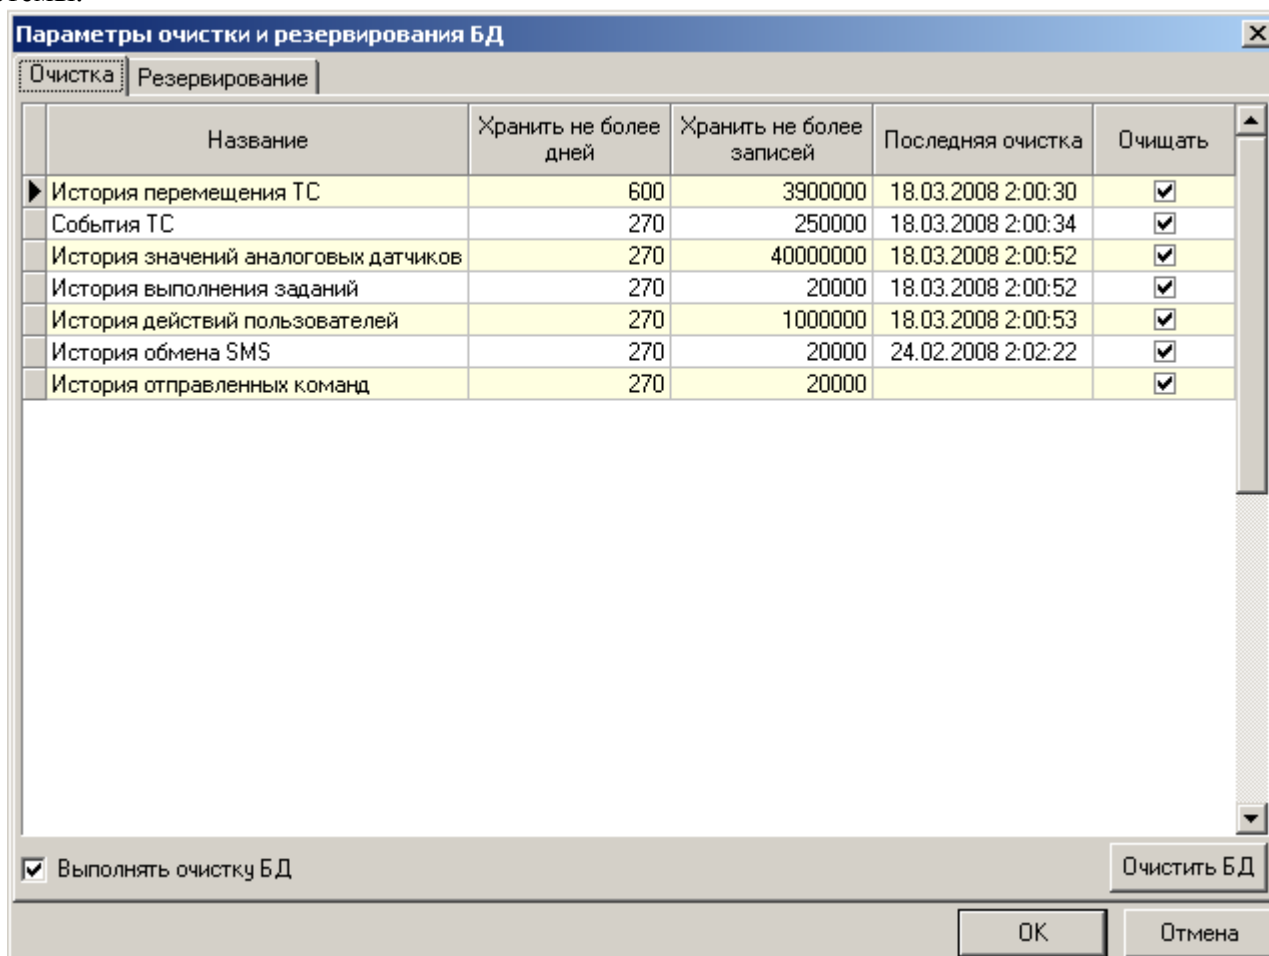 Параметры очистки и резервирования БД
Очистка Резервирование
Название Хранить не более дней Хранить не более записей Последняя очистка Очищать
История перемещения ТС 600 3900000 18.03.2008 2:00:30
События ТС 270 250000 18.03.2008 2:00:34
История значений аналоговых датчиков 270 40000000 18.03.2008 2:00:52
История выполнения заданий 270 20000 18.03.2008 2:00:52
История действий пользователей 270 1000000 18.03.2008 2:00:53
История обмена SMS 270 20000 24.02.2008 2:02:22
История отправленных команд 270 20000
Выполнять очистку БД Очистить БД
OK Отмена